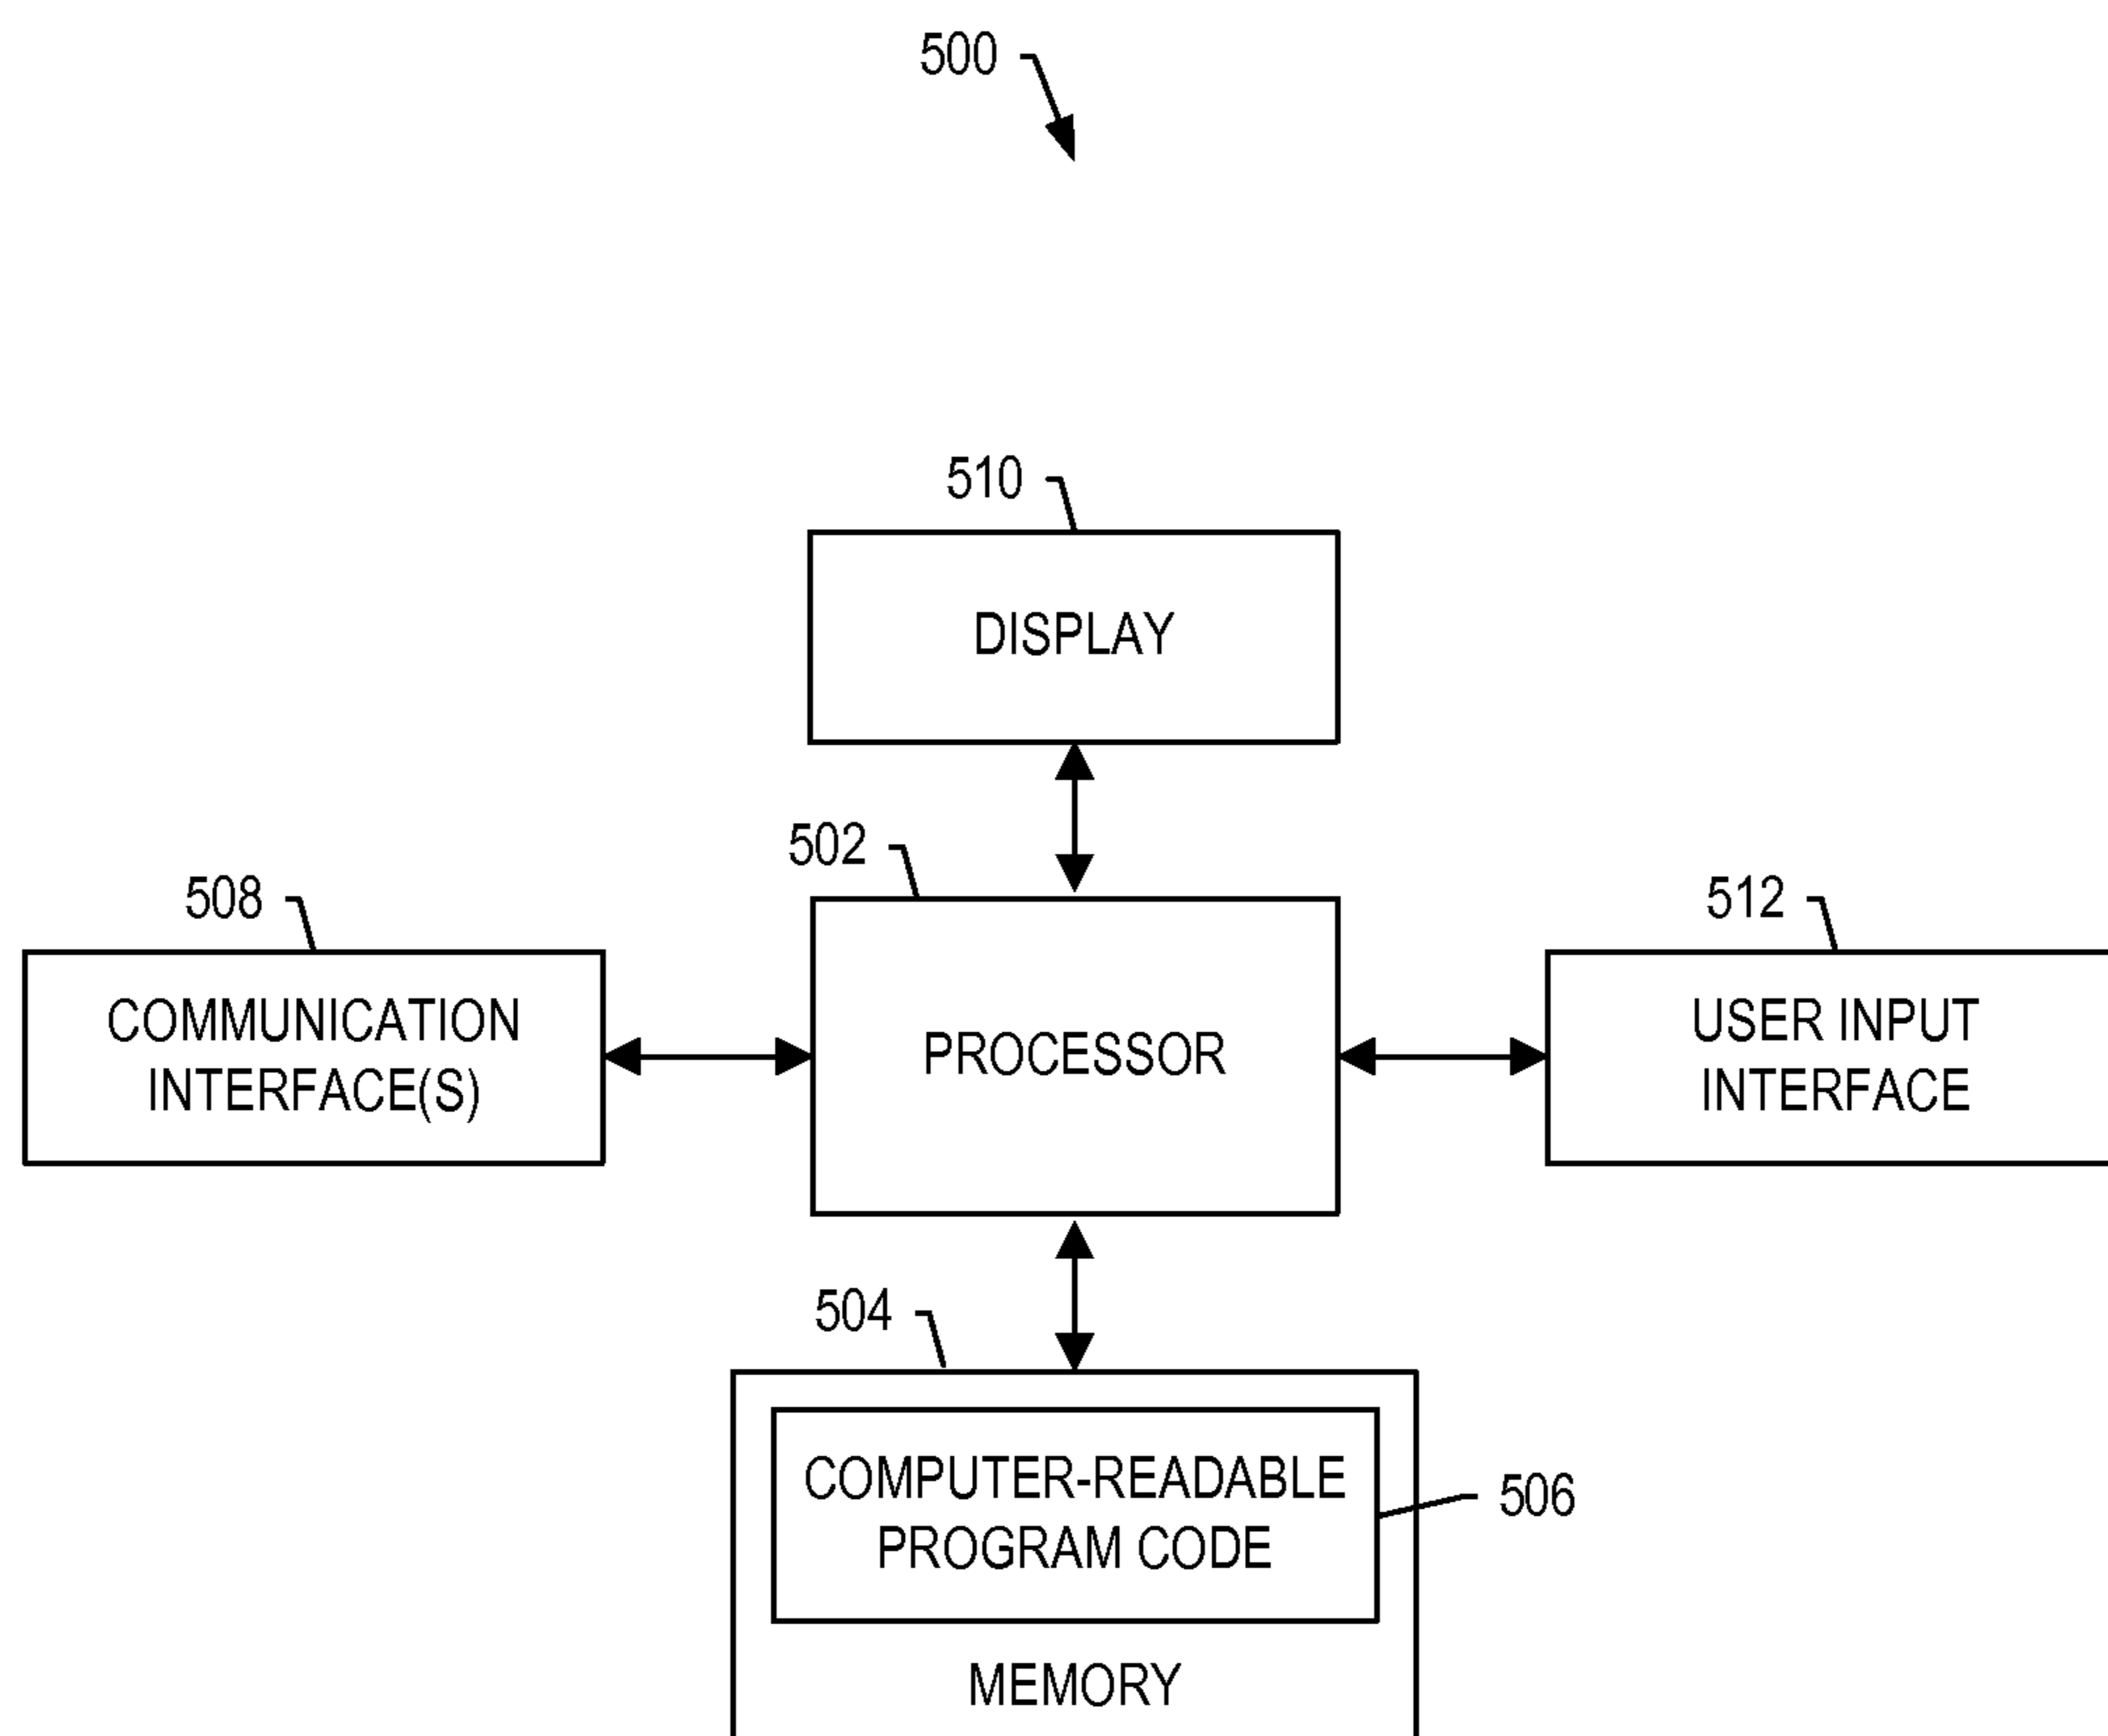 500
510
DISPLAY
502
508
512
COMMUNICATION
INTERFACE(S)
PROCESSOR
USER INPUT
INTERFACE
504
COMPUTER-READABLE
PROGRAM CODE
506
MEMORY